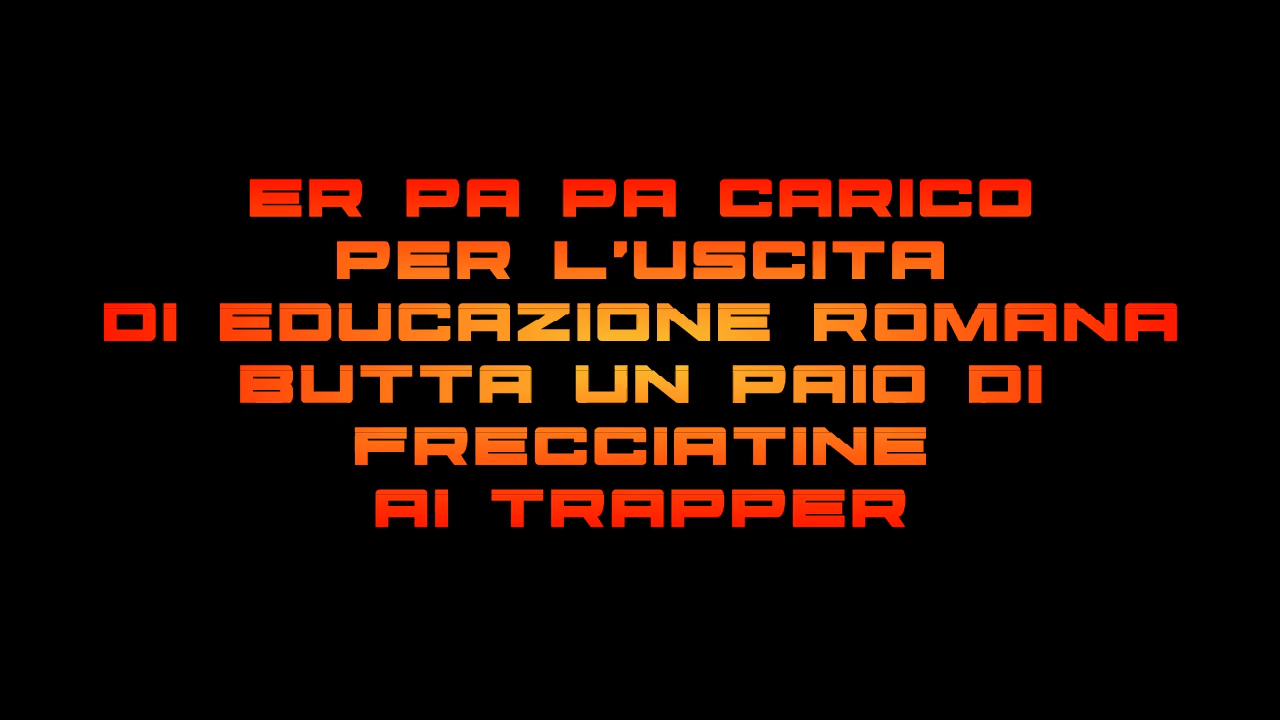 ER PA PA CARICO
PER L'USCITA
DI EDUCAZIONE ROMANA
BUTTA UN PAIO DI
FRECCIATINE
AI TRAPPER